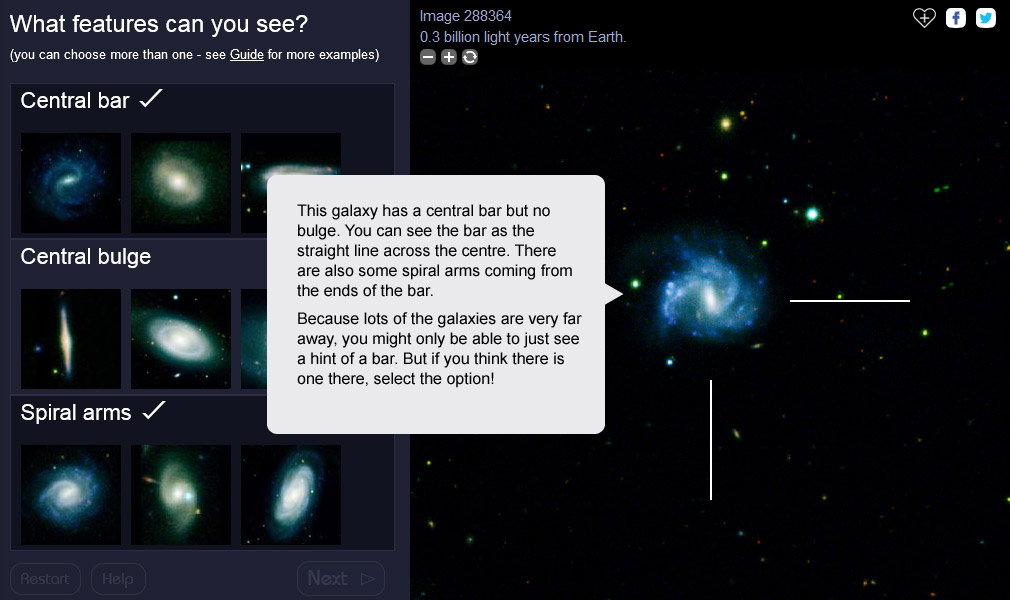 What features can you see?
(you can choose more than one - see Guide for more examples)
Central bar
Central bulge
Spiral arms
Restart
Help
Next
Image 288364
0.3 billion light years from Earth.
This galaxy has a central bar but no
bulge. You can see the bar as the
straight line across the centre. There
are also some spiral arms coming from
the ends of the bar.
Because lots of the galaxies are very far
away, you might only be able to just see
a hint of a bar. But if you think there is
one there, select the option!